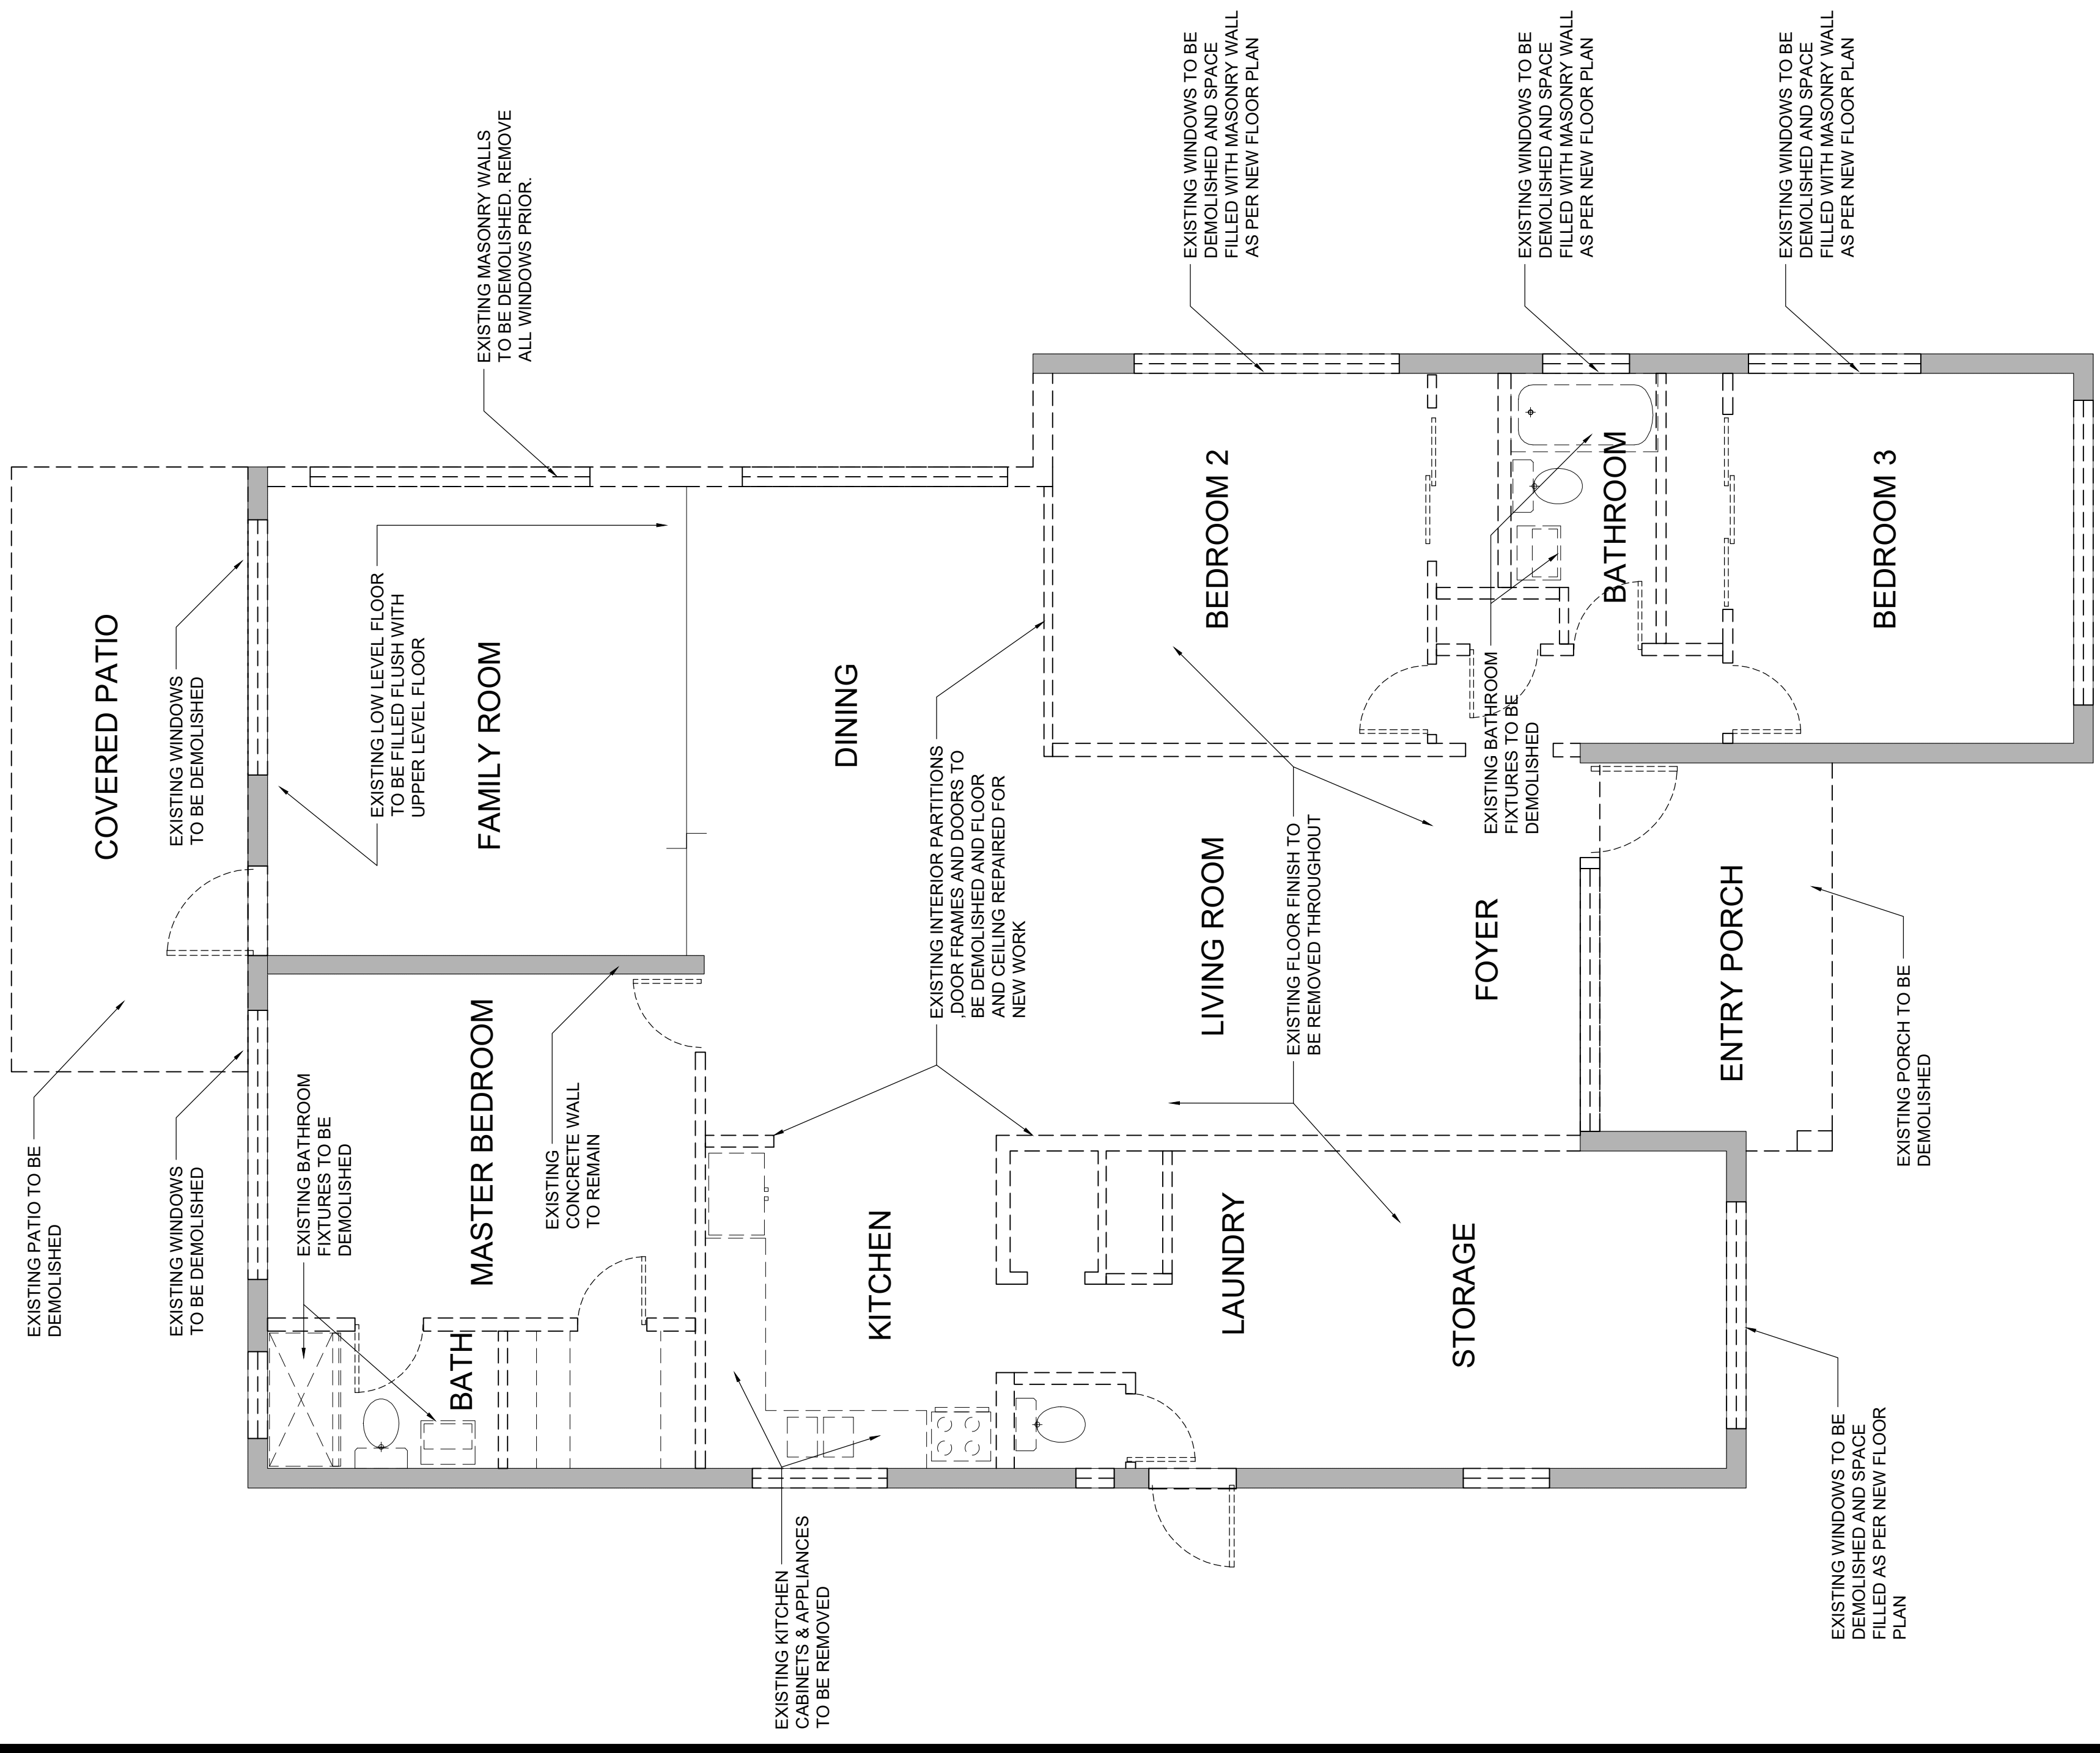 EXISTING PATIO TO BE
DEMOLISHED
COVERED PATIO
EXISTING WINDOWS
TO BE DEMOLISHED
EXISTING WINDOWS
TO BE DEMOLISHED
EXISTING BATHROOM
FIXTURES TO BE
DEMOLISHED
EXISTING LOW LEVEL FLOOR
TO BE FILLED FLUSH WITH
UPPER LEVEL FLOOR
BATH
MASTER BEDROOM
FAMILY ROOM
EXISTING MASONRY WALLS
TO BE DEMOLISHED. REMOVE
ALL WINDOWS PRIOR.
EXISTING
CONCRETE WALL
TO REMAIN
EXISTING KITCHEN
CABINETS & APPLIANCES
TO BE REMOVED
KITCHEN
DINING
EXISTING INTERIOR PARTITIONS
,DOOR FRAMES AND DOORS TO
BE DEMOLISHED AND FLOOR
AND CEILING REPAIRED FOR
NEW WORK
LAUNDRY
LIVING ROOM
BEDROOM 2
EXISTING WINDOWS TO BE
DEMOLISHED AND SPACE
FILLED WITH MASONRY WALL
AS PER NEW FLOOR PLAN
EXISTING FLOOR FINISH TO
BE REMOVED THROUGHOUT
STORAGE
FOYER
EXISTING BATHROOM
FIXTURES TO BE
DEMOLISHED
BATHROOM
EXISTING WINDOWS TO BE
DEMOLISHED AND SPACE
FILLED WITH MASONRY WALL
AS PER NEW FLOOR PLAN
ENTRY PORCH
BEDROOM 3
EXISTING WINDOWS TO BE
DEMOLISHED AND SPACE
FILLED WITH MASONRY WALL
AS PER NEW FLOOR PLAN
EXISTING WINDOWS TO BE
DEMOLISHED AND SPACE
FILLED AS PER NEW FLOOR
PLAN
EXISTING PORCH TO BE
DEMOLISHED